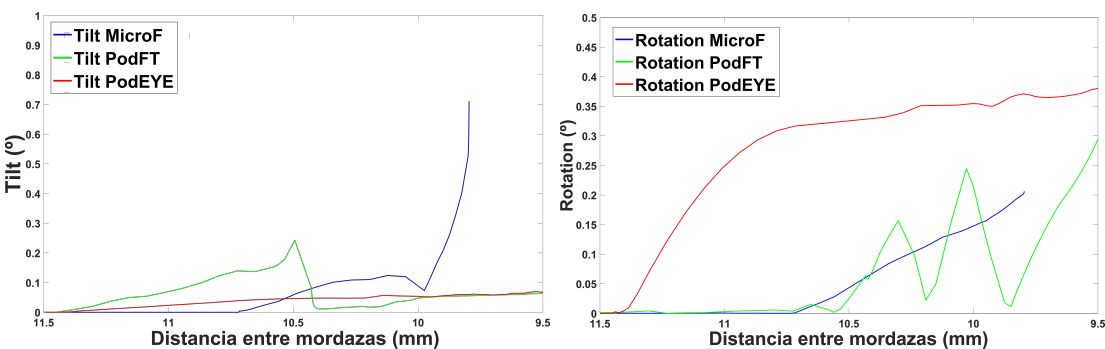 1
0.9
0.8
0.7
0.6
0.5
0.4
0.3
0.2
0.1
0
Tilt (º)
Tilt MicroF
Tilt PodFT
Tilt PodEYE
11.5 11 10.5 10 9.5
Distancia entre mordazas (mm)
0.5
0.45
0.4
0.35
0.3
0.25
0.2
0.15
0.1
0.05
0
Rotation (º)
Rotation MicroF
Rotation PodFT
Rotation PodEYE
11.5 11 10.5 10 9.5
Distancia entre mordazas (mm)